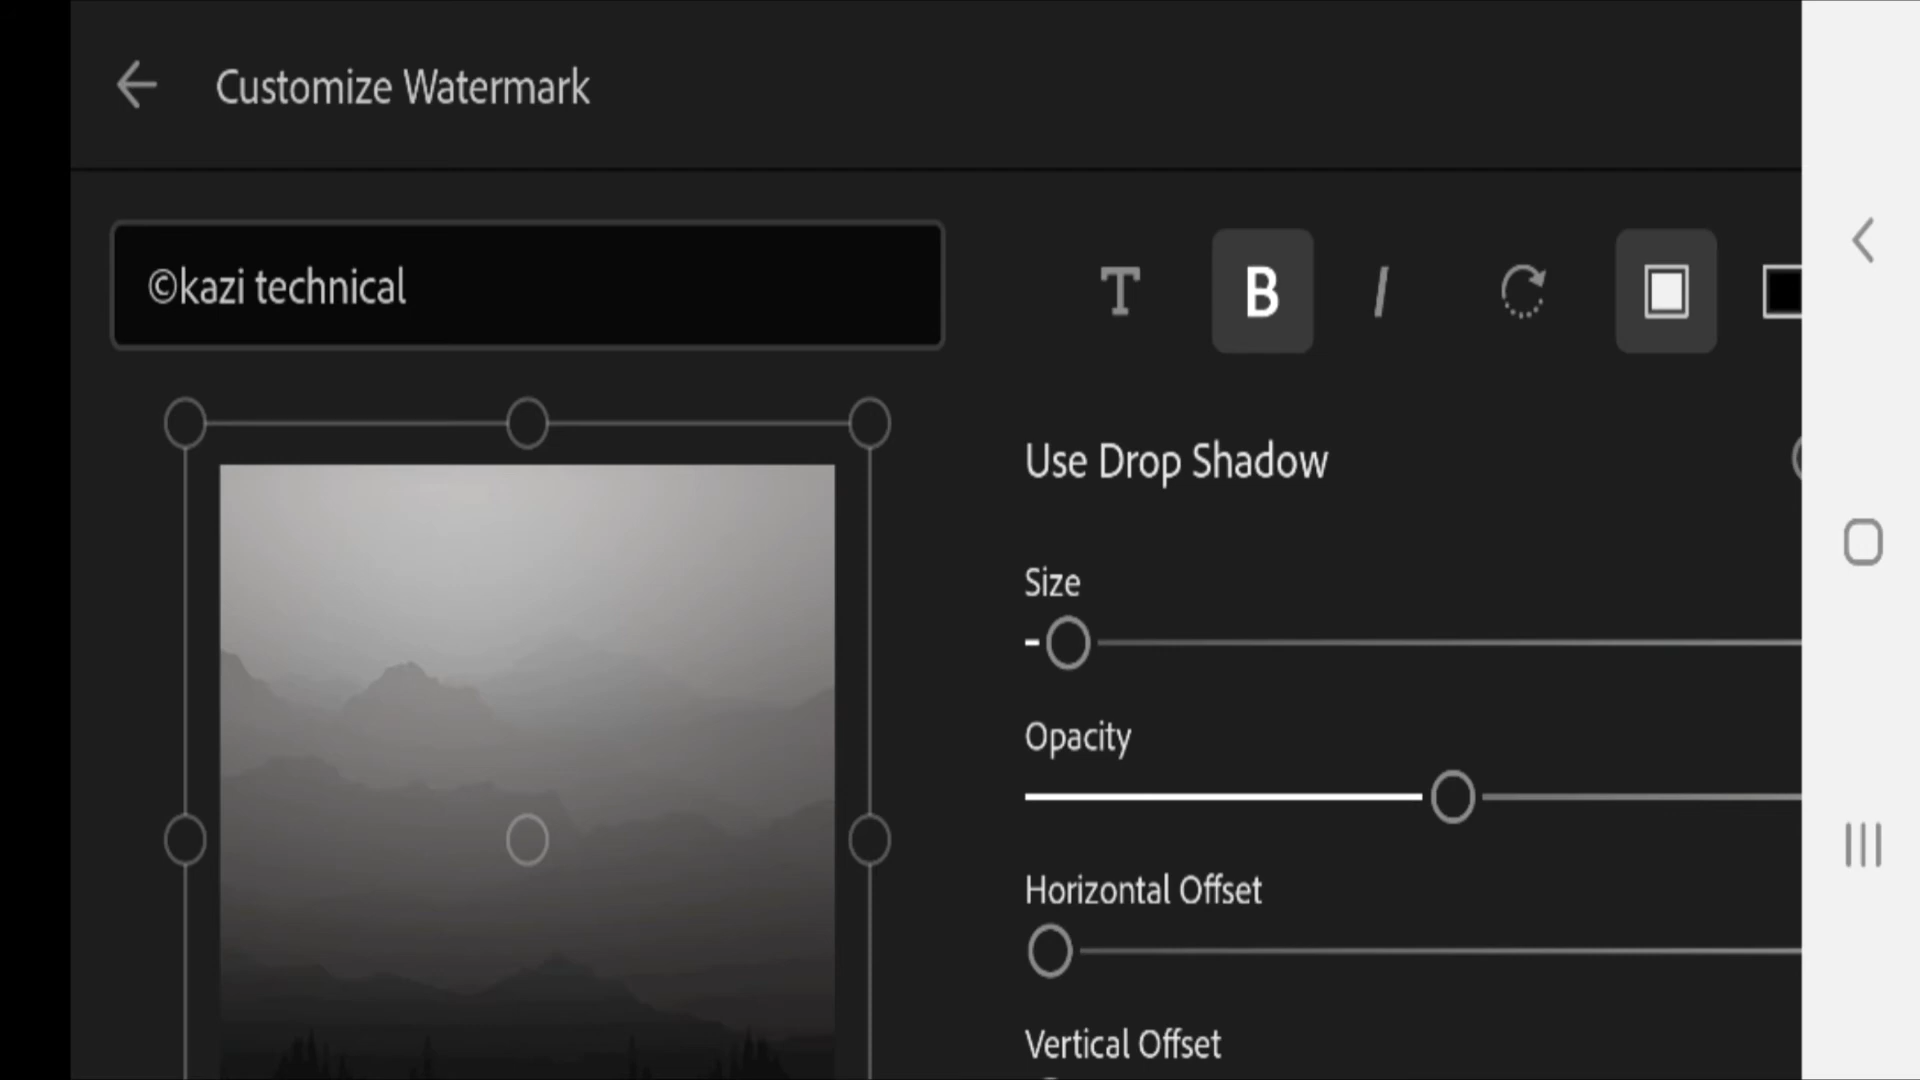 Customize Watermark
©kazi technical
T B I
Use Drop Shadow
Size
Opacity
Horizontal Offset
Vertical Offset